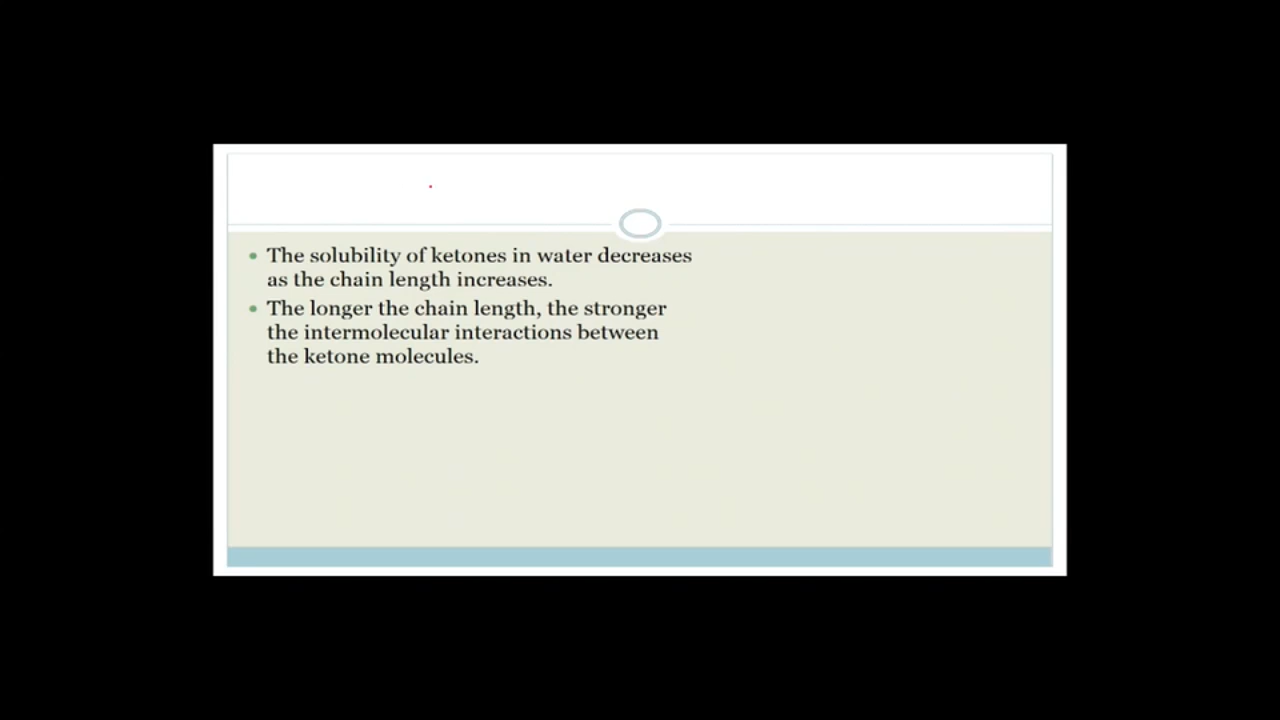 • The solubility of ketones in water decreases
as the chain length increases.
• The longer the chain length, the stronger
the intermolecular interactions between
the ketone molecules.